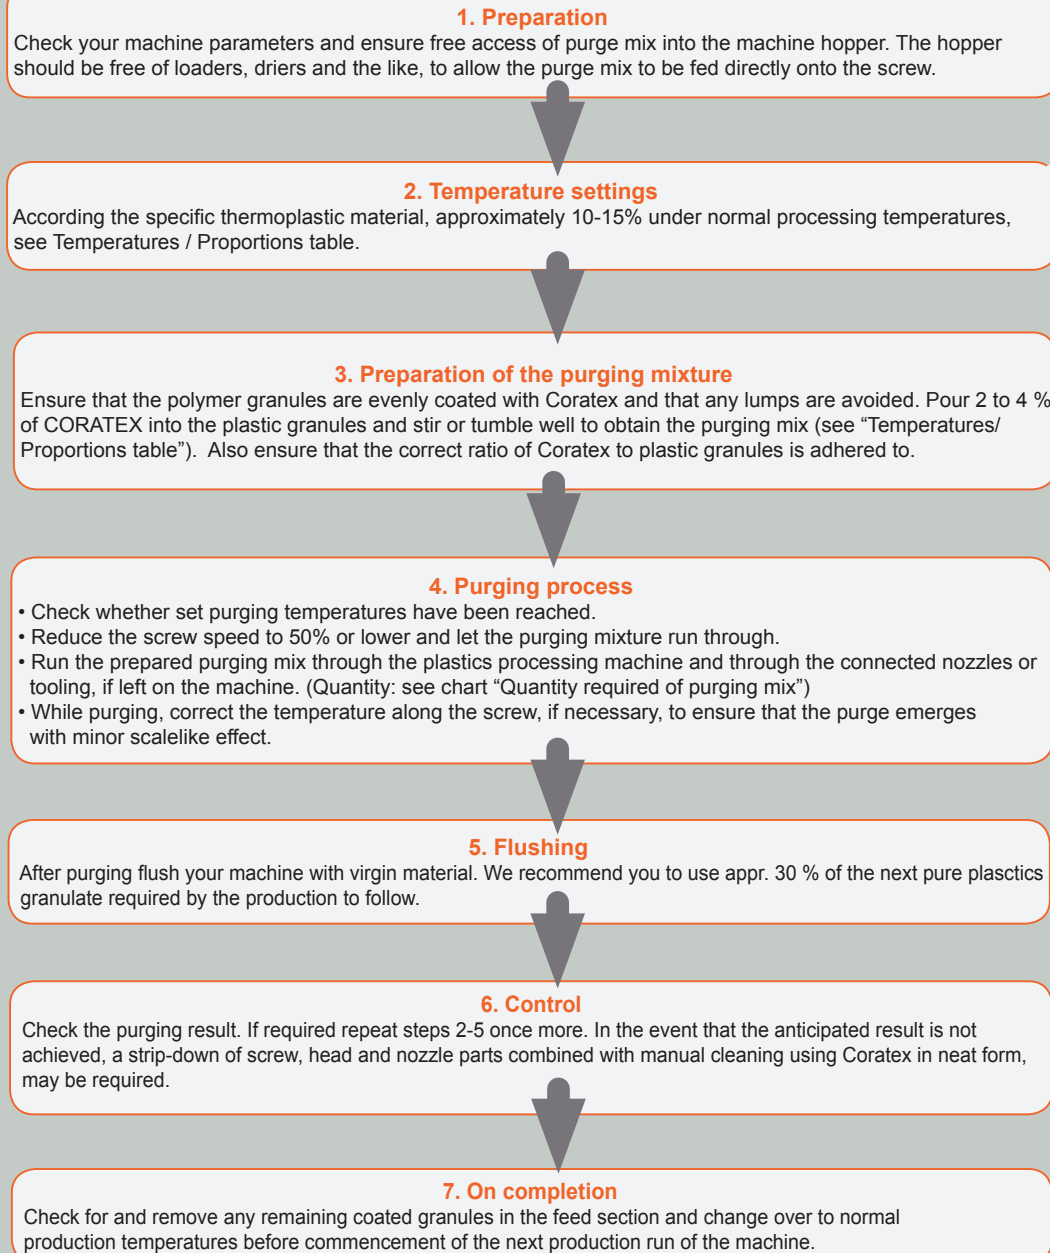 1. Preparation
Check your machine parameters and ensure free access of purge mix into the machine hopper. The hopper
should be free of loaders, driers and the like, to allow the purge mix to be fed directly onto the screw.
2. Temperature settings
According the specific thermoplastic material, approximately 10-15% under normal processing temperatures,
see Temperatures / Proportions table.
3. Preparation of the purging mixture
Ensure that the polymer granules are evenly coated with Coratex and that any lumps are avoided. Pour 2 to 4 %
of CORATEX into the plastic granules and stir or tumble well to obtain the purging mix (see “Temperatures/
Proportions table”). Also ensure that the correct ratio of Coratex to plastic granules is adhered to.
4. Purging process
• Check whether set purging temperatures have been reached.
• Reduce the screw speed to 50% or lower and let the purging mixture run through.
• Run the prepared purging mix through the plastics processing machine and through the connected nozzles or
tooling, if left on the machine. (Quantity: see chart “Quantity required of purging mix”)
• While purging, correct the temperature along the screw, if necessary, to ensure that the purge emerges
with minor scalelike effect.
5. Flushing
After purging flush your machine with virgin material. We recommend you to use appr. 30 % of the next pure plasctics
granulate required by the production to follow.
6. Control
Check the purging result. If required repeat steps 2-5 once more. In the event that the anticipated result is not
achieved, a strip-down of screw, head and nozzle parts combined with manual cleaning using Coratex in neat form,
may be required.
7. On completion
Check for and remove any remaining coated granules in the feed section and change over to normal
production temperatures before commencement of the next production run of the machine.